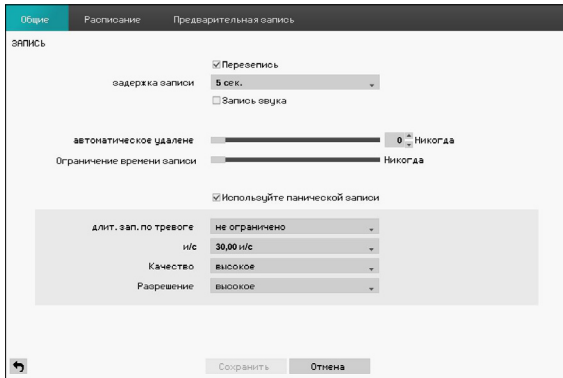 Общие Расписание Предварительная запись
ЗАПИСЬ
Перезепись
задержка записи 5 сек.
Запись звука
автоматическое удалене 0 Никогда
Ограничение времени записи Никогда
Используйте панической записи
длит. зап. по тревоге не ограничено
и/с 30,00 и/с
Качество высокое
Разрешение высокое
Сохранить Отмена